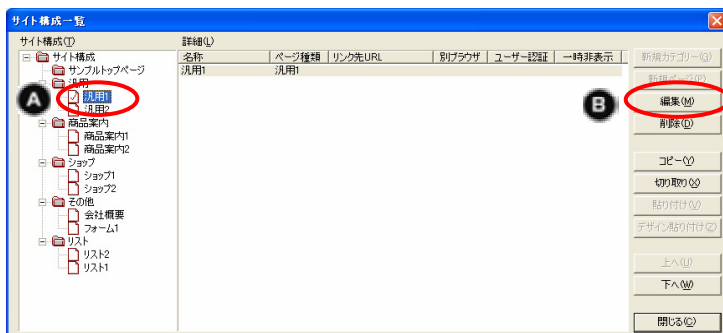 サイト構成一覧
サイト構成(T)
詳細(L)
名称 ページ種類 リンク先URL 別ブラウザ ユーザー認証 一時非表示
汎用1 汎用1
サイト構成
サンプルトップページ
汎用
汎用1
汎用2
商品案内
商品案内1
商品案内2
ショップ
ショップ1
ショップ2
その他
会社概要
フォーム1
リスト
リスト2
リスト1
A
B
新規カテゴリー(G)
新規ページ(P)
編集(M)
削除(D)
コピー(Y)
切り取り(X)
貼り付け(V)
デザイン貼り付け(Z)
上へ(U)
下へ(W)
閉じる(C)